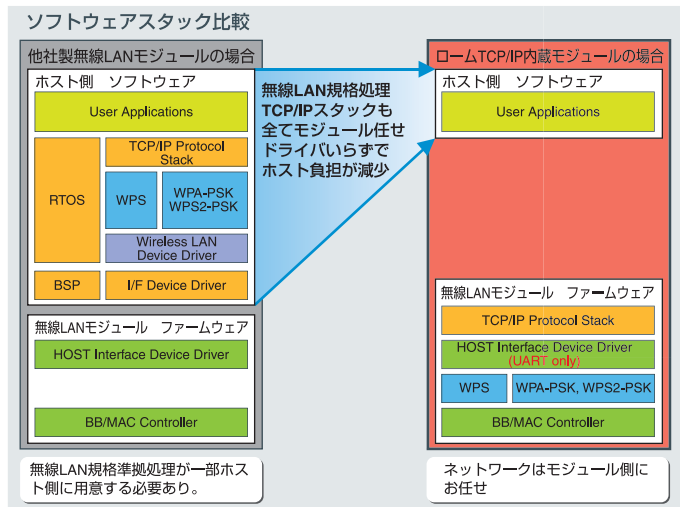 ソフトウェアスタック比較
他社製無線LANモジュールの場合
ホスト側 ソフトウェア
User Applications
RTOS
TCP/IP Protocol
Stack
WPS
WPA-PSK
WPS2-PSK
Wireless LAN
Device Driver
BSP
I/F Device Driver
無線LANモジュール ファームウェア
HOST Interface Device Driver
BB/MAC Controller
無線LAN規格準拠処理が一部ホス
ト側に用意する必要あり。
無線LAN規格処理
TCP/IPスタックも
全てモジュール任せ
ドライバいらずで
ホスト負担が減少
ロームTCP/IP内蔵モジュールの場合
ホスト側 ソフトウェア
User Applications
無線LANモジュール ファームウェア
TCP/IP Protocol Stack
HOST Interface Device Driver
(UART only)
WPS
WPA-PSK, WPS2-PSK
BB/MAC Controller
ネットワークはモジュール側に
お任せ